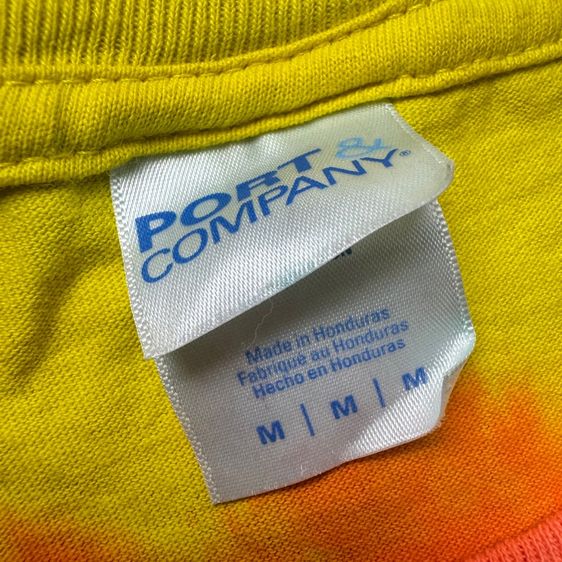 PORT &
COMPANY®
Made in Honduras
Fabriqué au Honduras
Hecho en Honduras
M | M | M